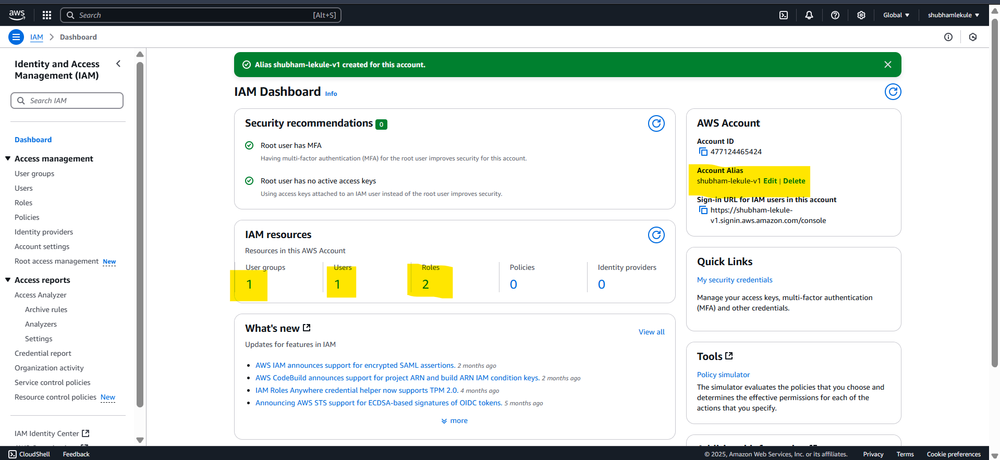 aws
Search [Alt+S]
Global
shubhamlekule
IAM
Dashboard
Identity and Access
Management (IAM)
Search IAM
Dashboard
Access management
User groups
Users
Roles
Policies
Identity providers
Account settings
Root access management New
Access reports
Access Analyzer
Archive rules
Analyzers
Settings
Credential report
Organization activity
Service control policies
Resource control policies New
IAM Identity Center
Alias shubham-lekule-v1 created for this account.
IAM Dashboard Info
Security recommendations 0
Root user has MFA
Having multi-factor authentication (MFA) for the root user improves security for this account.
Root user has no active access keys
Using access keys attached to an IAM user instead of the root user improves security.
IAM resources
Resources in this AWS Account
User groups
1
Users
1
Roles
2
Policies
0
Identity providers
0
What's new
View all
Updates for features in IAM
AWS IAM announces support for encrypted SAML assertions. 2 months ago
AWS CodeBuild announces support for project ARN and build ARN IAM condition keys. 2 months ago
IAM Roles Anywhere credential helper now supports TPM 2.0. 4 months ago
Announcing AWS STS support for ECDSA-based signatures of OIDC tokens. 5 months ago
more
AWS Account
Account ID
477124465424
Account Alias
shubham-lekule-v1 Edit | Delete
Sign-in URL for IAM users in this account
https://shubham-lekule-
v1.signin.aws.amazon.com/console
Quick Links
My security credentials
Manage your access keys, multi-factor authentication
(MFA) and other credentials.
Tools
Policy simulator
The simulator evaluates the policies that you choose and
determines the effective permissions for each of the
actions that you specify.
CloudShell
Feedback
© 2025, Amazon Web Services, Inc. or its affiliates.
Privacy
Terms
Cookie preferences